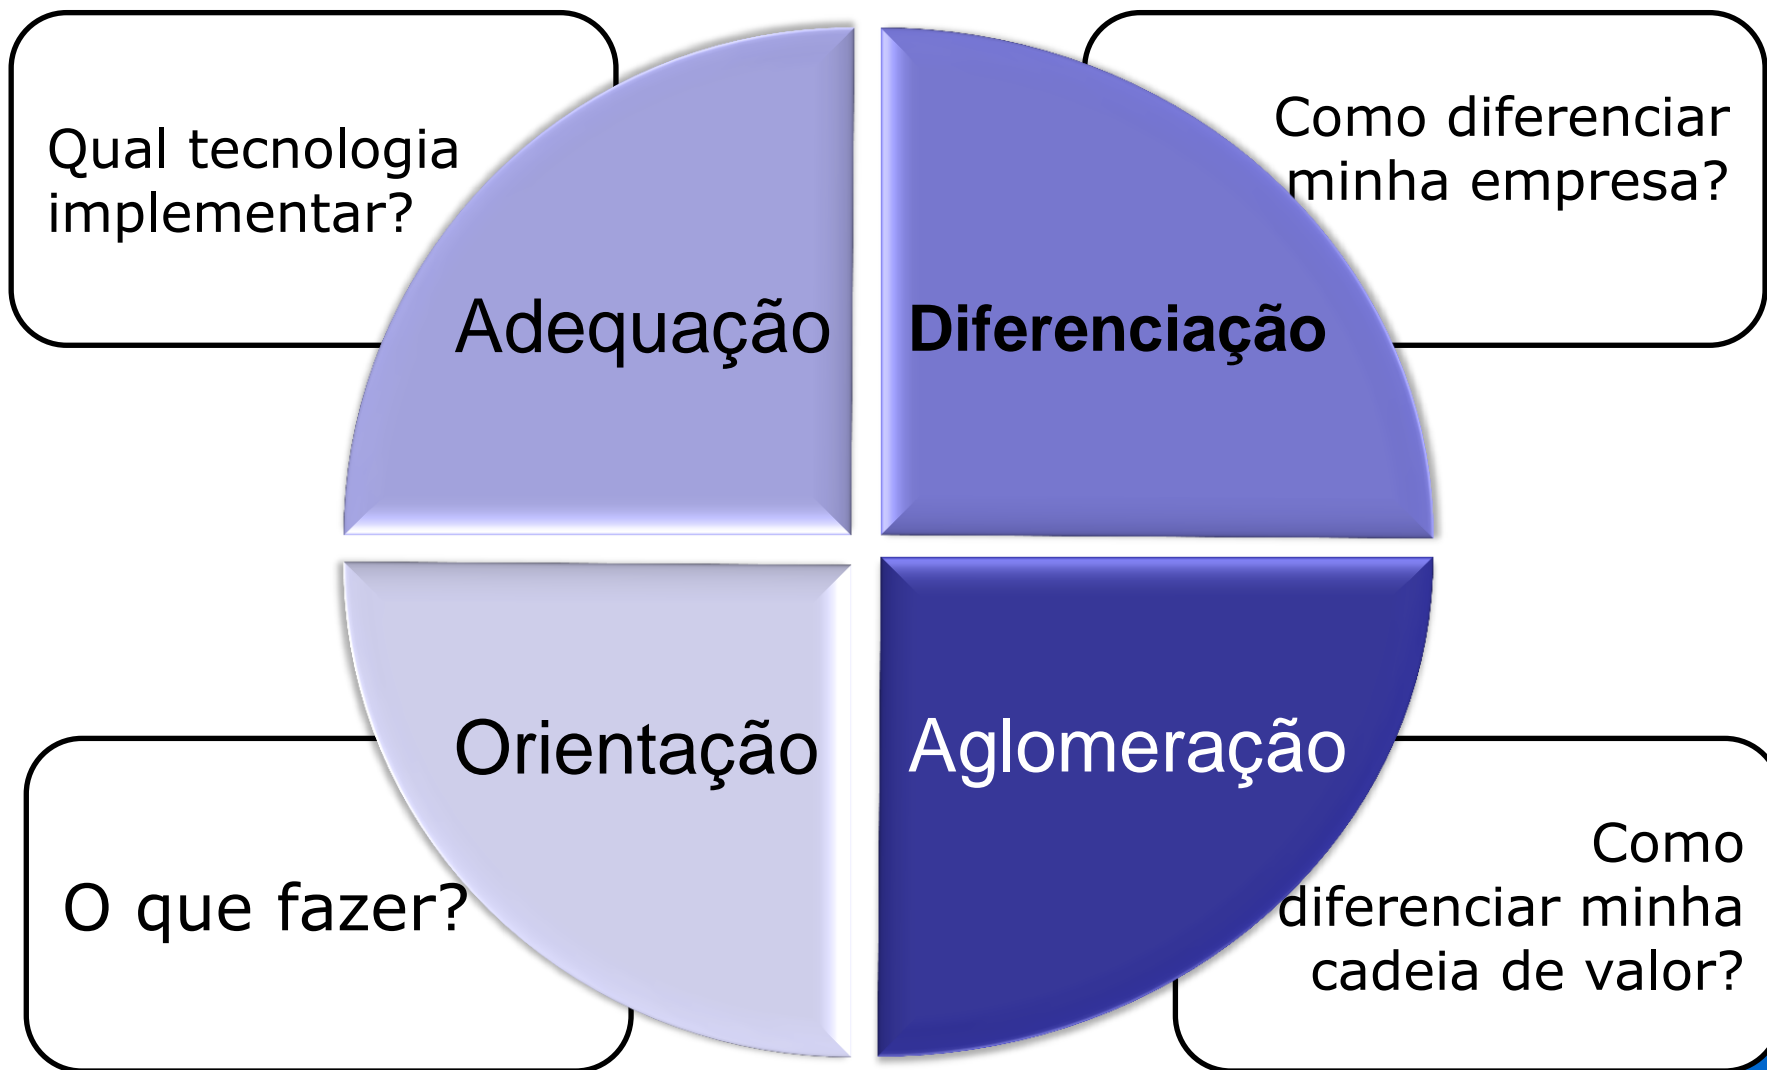 Qual tecnologia
implementar?
Como diferenciar
minha empresa?
Adequação
Diferenciação
Orientação
Aglomeração
O que fazer?
Como
diferenciar minha
cadeia de valor?